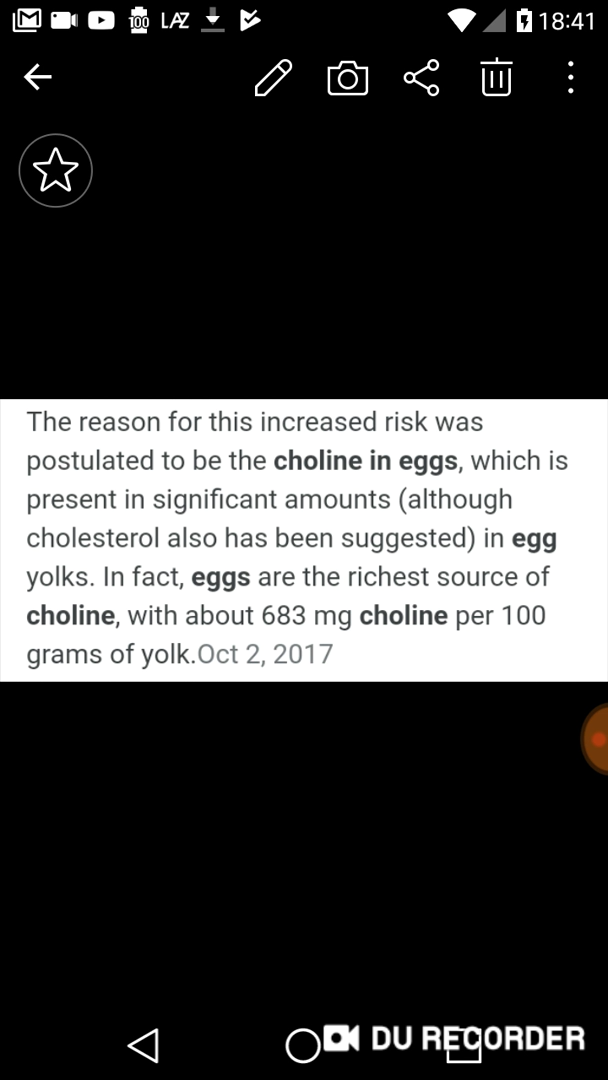 100 LAZ 18:41
The reason for this increased risk was
postulated to be the choline in eggs, which is
present in significant amounts (although
cholesterol also has been suggested) in egg
yolks. In fact, eggs are the richest source of
choline, with about 683 mg choline per 100
grams of yolk.Oct 2, 2017
DU RECORDER